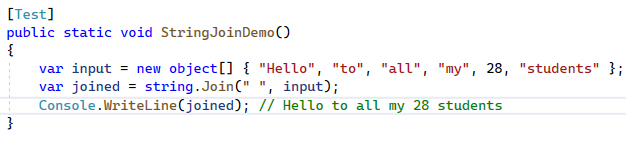 [Test]
public static void StringJoinDemo()
{
    var input = new object[] { "Hello", "to", "all", "my", 28, "students" };
    var joined = string.Join(" ", input);
    Console.WriteLine(joined); // Hello to all my 28 students
}